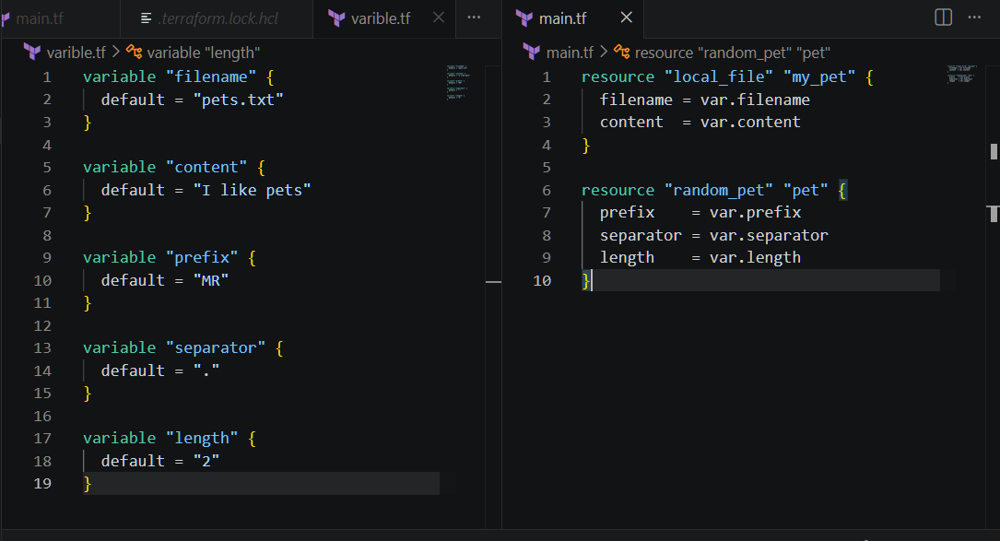 main.tf
.terraform.lock.hcl
varible.tf
...
varible.tf > variable "length"
1 variable "filename" {
2   default = "pets.txt"
3 }
4
5 variable "content" {
6   default = "I like pets"
7 }
8
9 variable "prefix" {
10   default = "MR"
11 }
12
13 variable "separator" {
14   default = "."
15 }
16
17 variable "length" {
18   default = "2"
19 }
main.tf
...
main.tf > resource "random_pet" "pet"
1 resource "local_file" "my_pet" {
2   filename = var.filename
3   content  = var.content
4 }
5
6 resource "random_pet" "pet" {
7   prefix    = var.prefix
8   separator = var.separator
9   length    = var.length
10 }